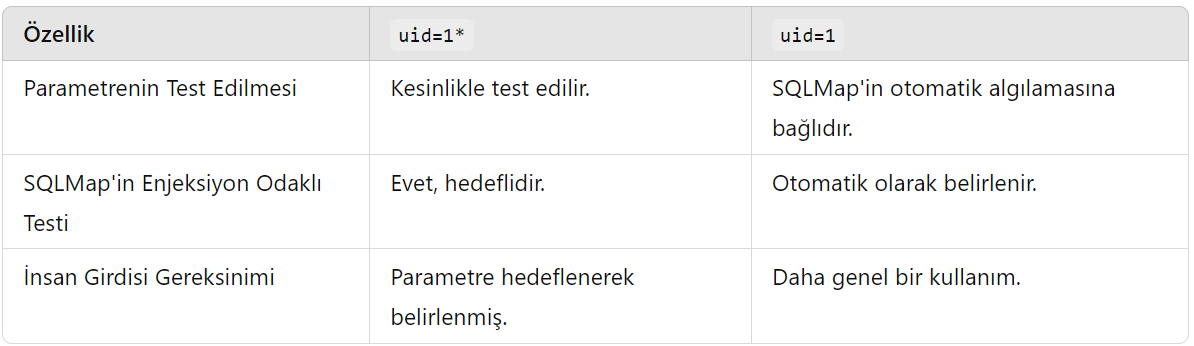 Özellik uid=1* uid=1
Parametrenin Test Edilmesi Kesinlikle test edilir. SQLMap'in otomatik algılamasına
bağlıdır.
SQLMap'in Enjeksiyon Odaklı Evet, hedeflidir. Otomatik olarak belirlenir.
Testi
İnsan Girdisi Gereksinimi Parametre hedeflenerek Daha genel bir kullanım.
belirlenmiş.